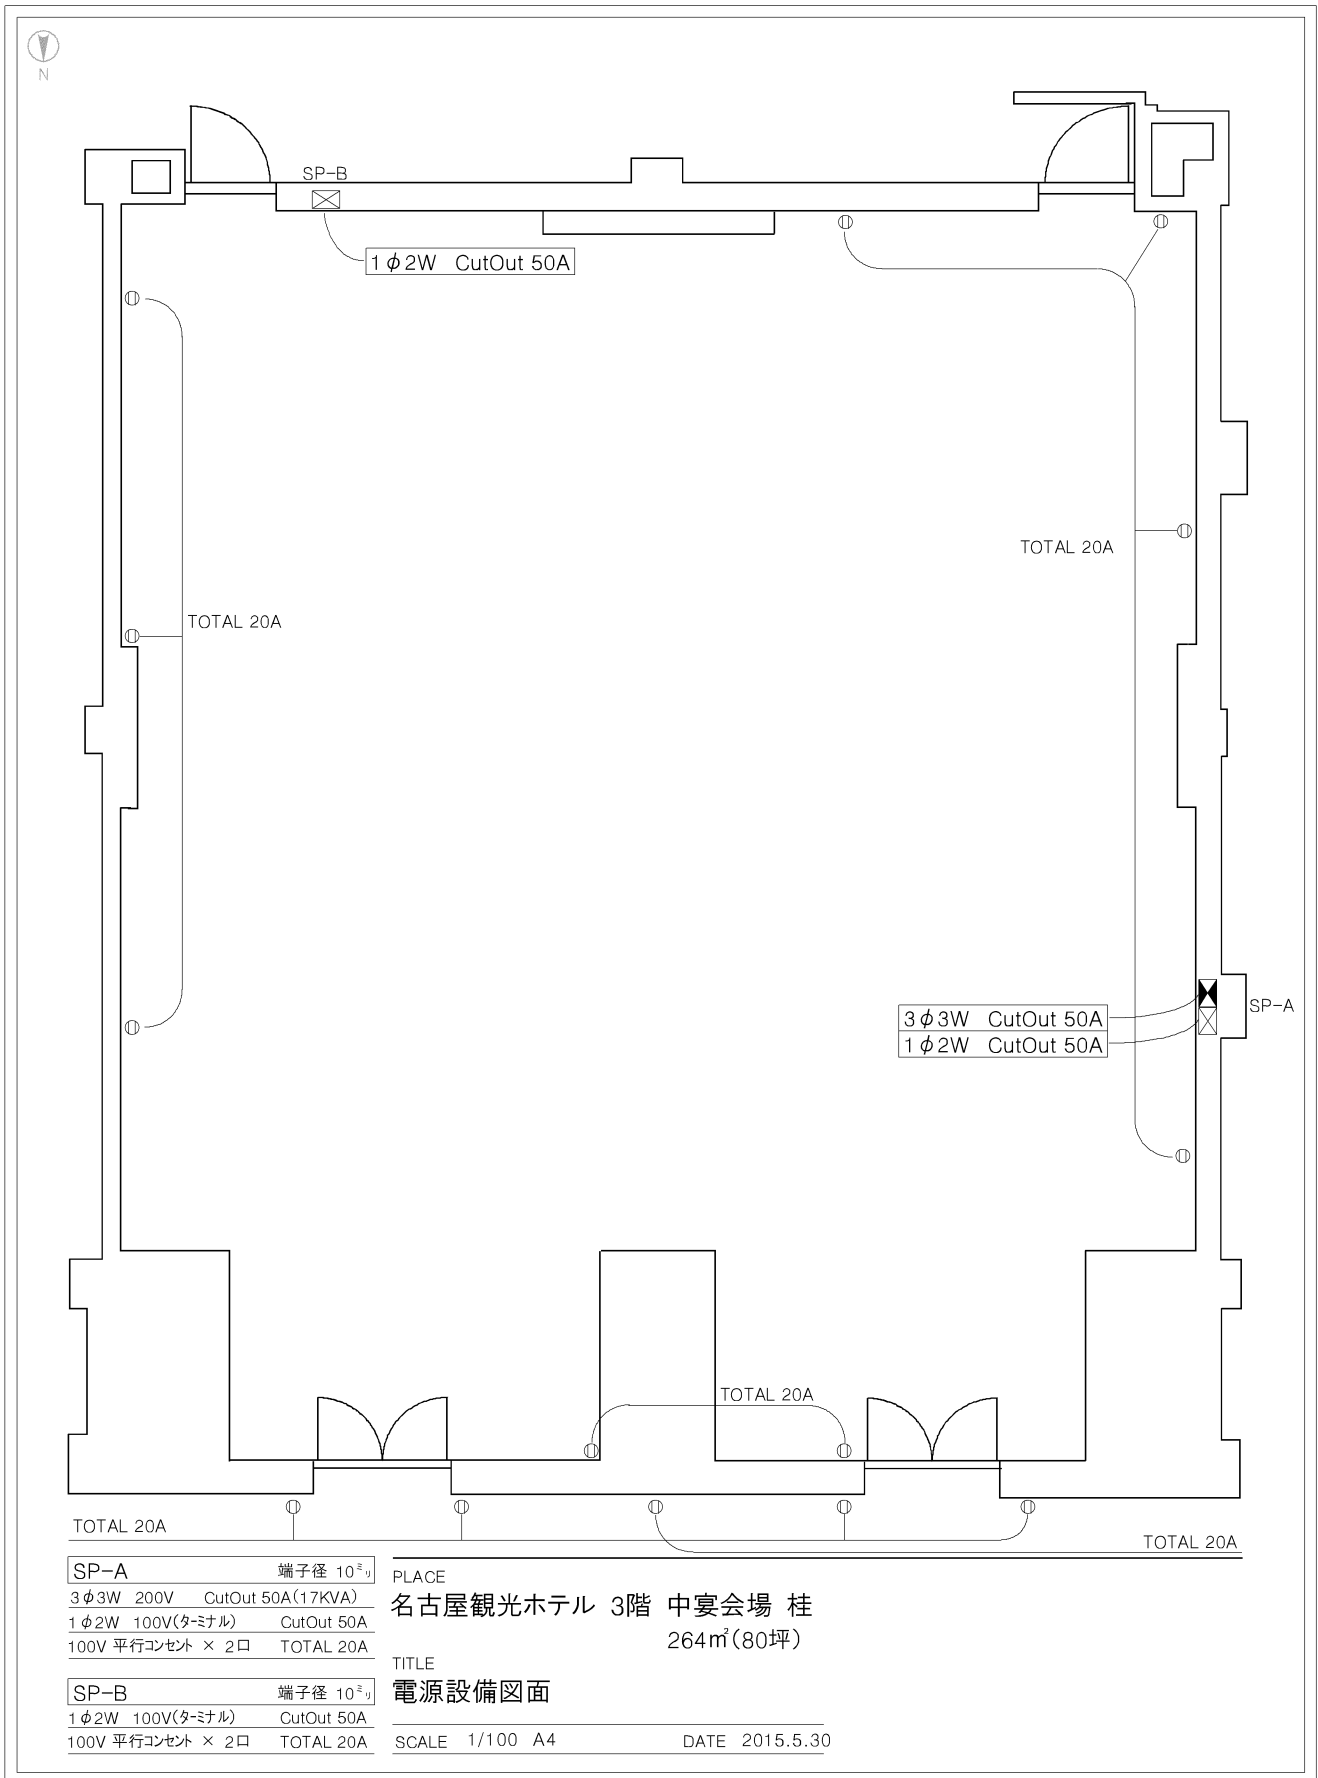 N
SP-B
1φ2W CutOut 50A
TOTAL 20A
TOTAL 20A
3φ3W CutOut 50A
1φ2W CutOut 50A
SP-A
TOTAL 20A
TOTAL 20A
TOTAL 20A
SP-A 端子径 10ミリ
3φ3W 200V CutOut 50A(17KVA)
1φ2W 100V(ターミナル) CutOut 50A
100V 平行コンセント × 2口 TOTAL 20A
SP-B 端子径 10ミリ
1φ2W 100V(ターミナル) CutOut 50A
100V 平行コンセント × 2口 TOTAL 20A
PLACE
名古屋観光ホテル 3階 中宴会場 桂
264㎡(80坪)
TITLE
電源設備図面
SCALE 1/100 A4 DATE 2015.5.30